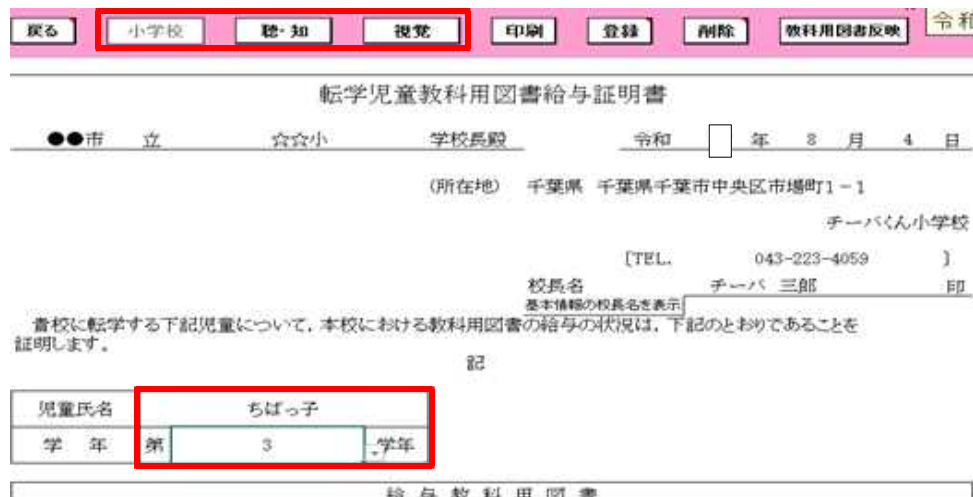 戻る 小学校 聴・知 視覚 印刷 登録 削除 教科用図書反映 令和
転学児童教科用図書給与証明書
●●市 立 ☆☆小 学校長殿 令和 年 8 月 4 日
(所在地) 千葉県 千葉県千葉市中央区市場町1-1
チーバくん小学校
[TEL. 043-223-4059 ]
校長名 チーバ 三郎 印
基本情報の校長名を表示
貴校に転学する下記児童について，本校における教科用図書の給与の状況は，下記のとおりであることを
証明します。
記
児童氏名 ちばっ子
学 年 第 3 学年
給 与 教 科 用 図 書